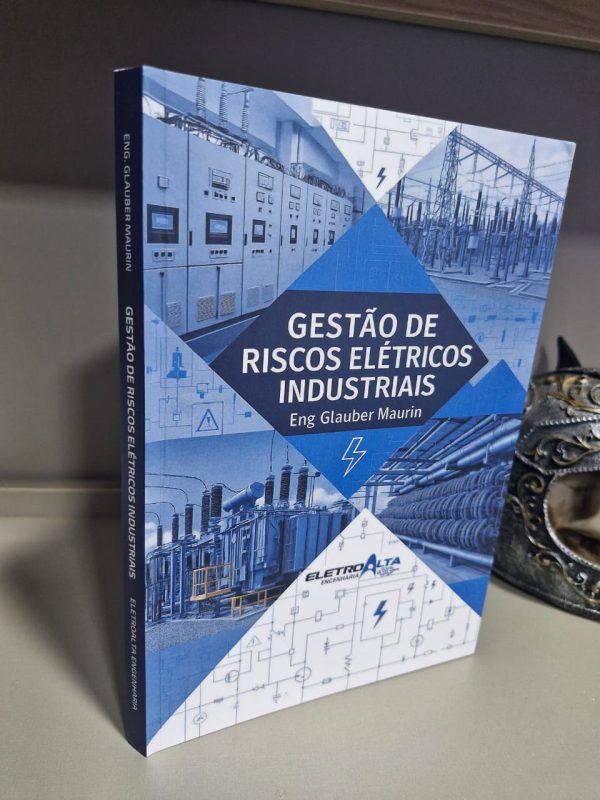 ENG. GLAUBER MAURIN
GESTÃO DE RISCOS ELÉTRICOS INDUSTRIAIS
ELETROALTA ENGENHARIA
GESTÃO DE
RISCOS ELÉTRICOS
INDUSTRIAIS
Eng Glauber Maurin
ELETROALTA
ENGENHARIA